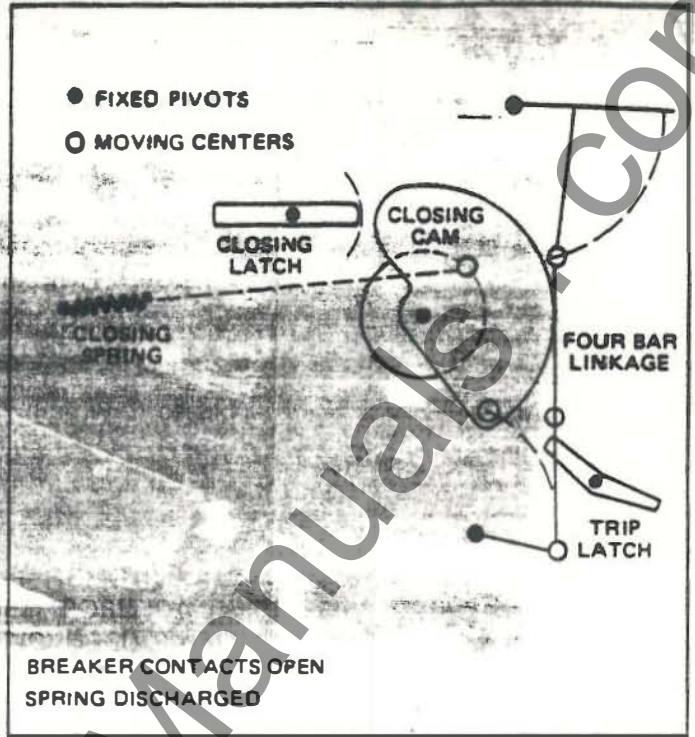 FIXED PIVOTS
MOVING CENTERS
CLOSING
LATCH
CLOSING
CAM
CLOSING
SPRING
FOUR BAR
LINKAGE
TRIP
LATCH
BREAKER CONTACTS OPEN
SPRING DISCHARGED